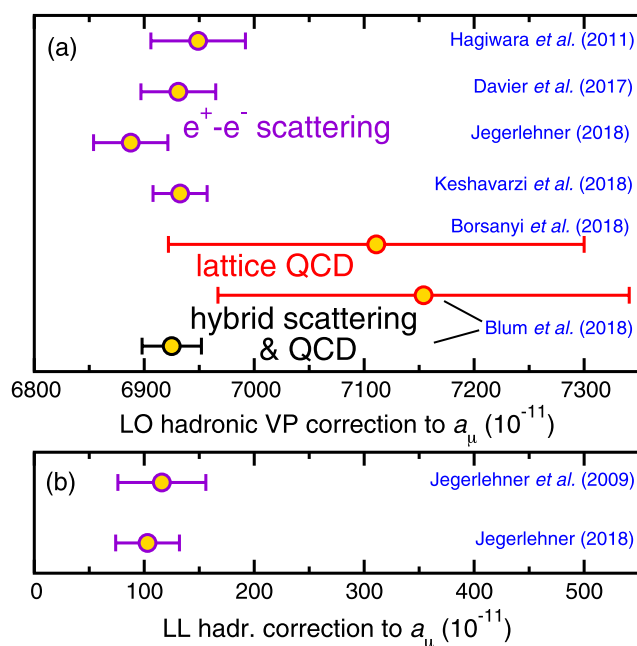 (a)
Hagiwara et al. (2011)
Davier et al. (2017)
e+-e- scattering
Jegerlehner (2018)
Keshavarzi et al. (2018)
Borsanyi et al. (2018)
lattice QCD
hybrid scattering
& QCD
Blum et al. (2018)
6800 6900 7000 7100 7200 7300
LO hadronic VP correction to aμ (10-11)
(b)
Jegerlehner et al. (2009)
Jegerlehner (2018)
0 100 200 300 400 500
LL hadr. correction to aμ (10-11)